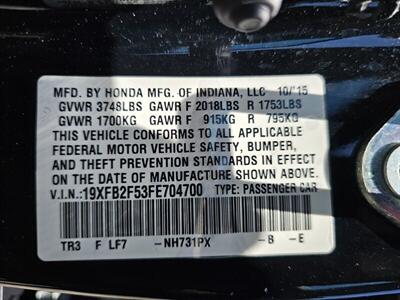 MFD. BY HONDA MFG. OF INDIANA, LLC 10/'15
GVWR 3748LBS GAWR F 2018LBS R 1753LBS
GVWR 1700KG GAWR F 915KG R 795KG
THIS VEHICLE CONFORMS TO ALL APPLICABLE
FEDERAL MOTOR VEHICLE SAFETY, BUMPER,
AND THEFT PREVENTION STANDARDS IN EFFECT
ON THE DATE OF MANUFACTURE SHOWN ABOVE.
V.I.N.: 19XFB2F53FE704700 TYPE: PASSENGER CAR
TR3 F LF7 -NH731PX -B -E